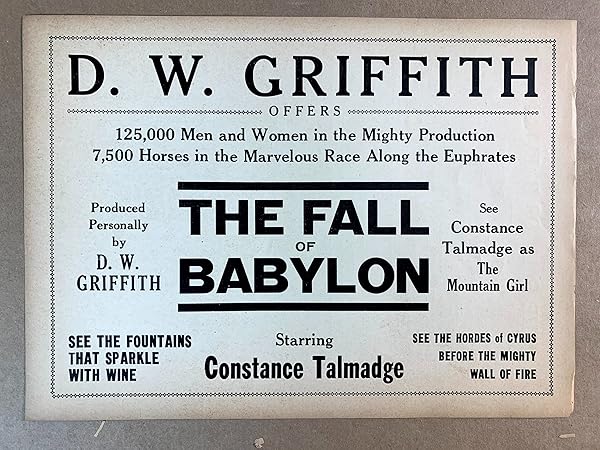 D. W. GRIFFITH
OFFERS
125,000 Men and Women in the Mighty Production
7,500 Horses in the Marvelous Race Along the Euphrates
Produced
Personally
by
D. W.
GRIFFITH
THE FALL
OF
BABYLON
See
Constance
Talmadge as
The
Mountain Girl
SEE THE FOUNTAINS
THAT SPARKLE
WITH WINE
Starring
Constance Talmadge
SEE THE HORDES of CYRUS
BEFORE THE MIGHTY
WALL OF FIRE